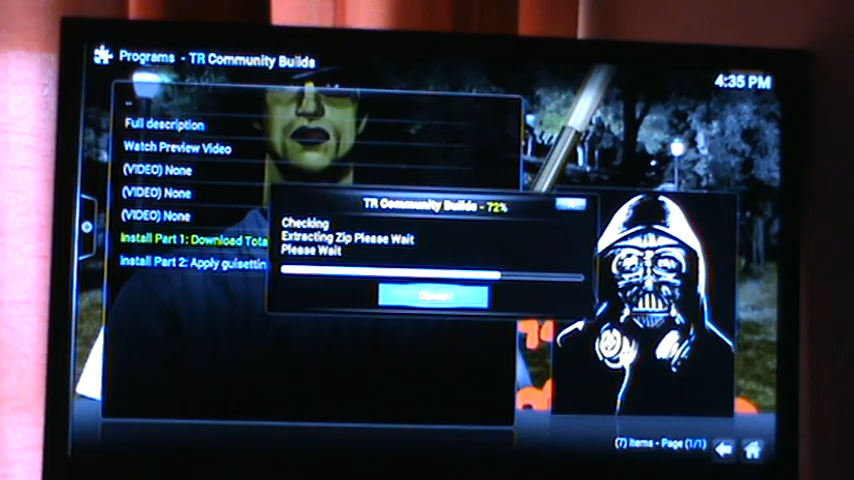 Programs - TR Community Builds
4:35 PM
..
Full description
Watch Preview Video
(VIDEO) None
(VIDEO) None
(VIDEO) None
Install Part 1: Download Tota
Install Part 2: Apply guisettin
TR Community Builds - 72%
Checking
Extracting Zip Please Wait
Please Wait
Cancel
(7) Items - Page (1/1)